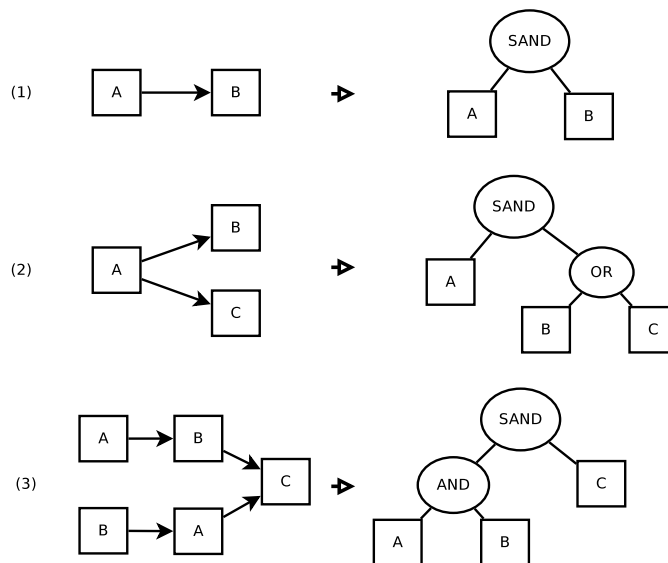 SAND
(1) A B A B
SAND
B
(2) A A OR
C B C
SAND
A B
(3) C AND C
B A A B